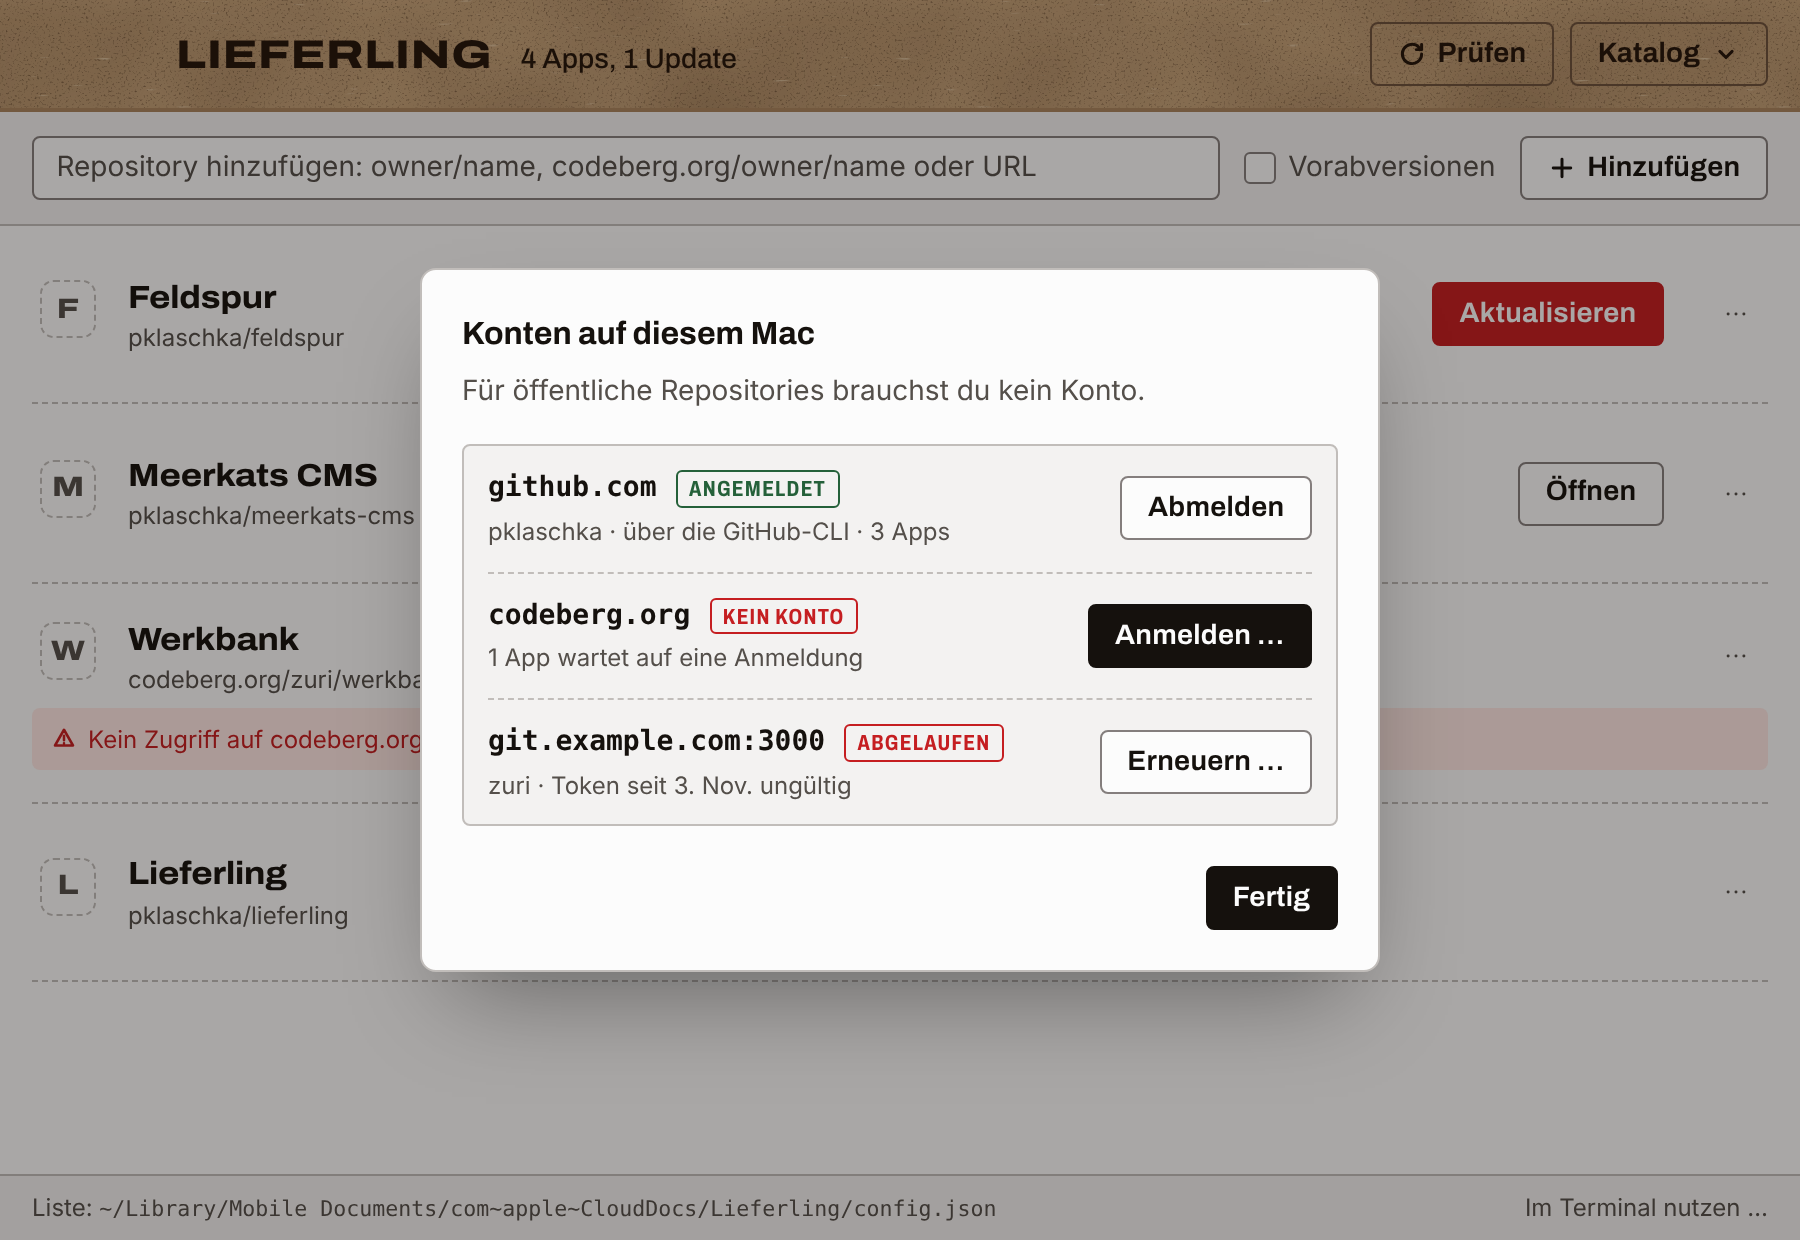 LIEFERLING 4 Apps, 1 Update Prüfen Katalog
Repository hinzufügen: owner/name, codeberg.org/owner/name oder URL Vorabversionen + Hinzufügen
F Feldspur Aktualisieren ...
pklaschka/feldspur
M Meerkats CMS Öffnen ...
pklaschka/meerkats-cms
W Werkbank ...
codeberg.org/zuri/werkba
Kein Zugriff auf codeberg.org
L Lieferling ...
pklaschka/lieferling
Konten auf diesem Mac
Für öffentliche Repositories brauchst du kein Konto.
github.com ANGEMELDET Abmelden
pklaschka · über die GitHub-CLI · 3 Apps
codeberg.org KEIN KONTO Anmelden ...
1 App wartet auf eine Anmeldung
git.example.com:3000 ABGELAUFEN Erneuern ...
zuri · Token seit 3. Nov. ungültig
Fertig
Liste: ~/Library/Mobile Documents/com~apple~CloudDocs/Lieferling/config.json Im Terminal nutzen ...